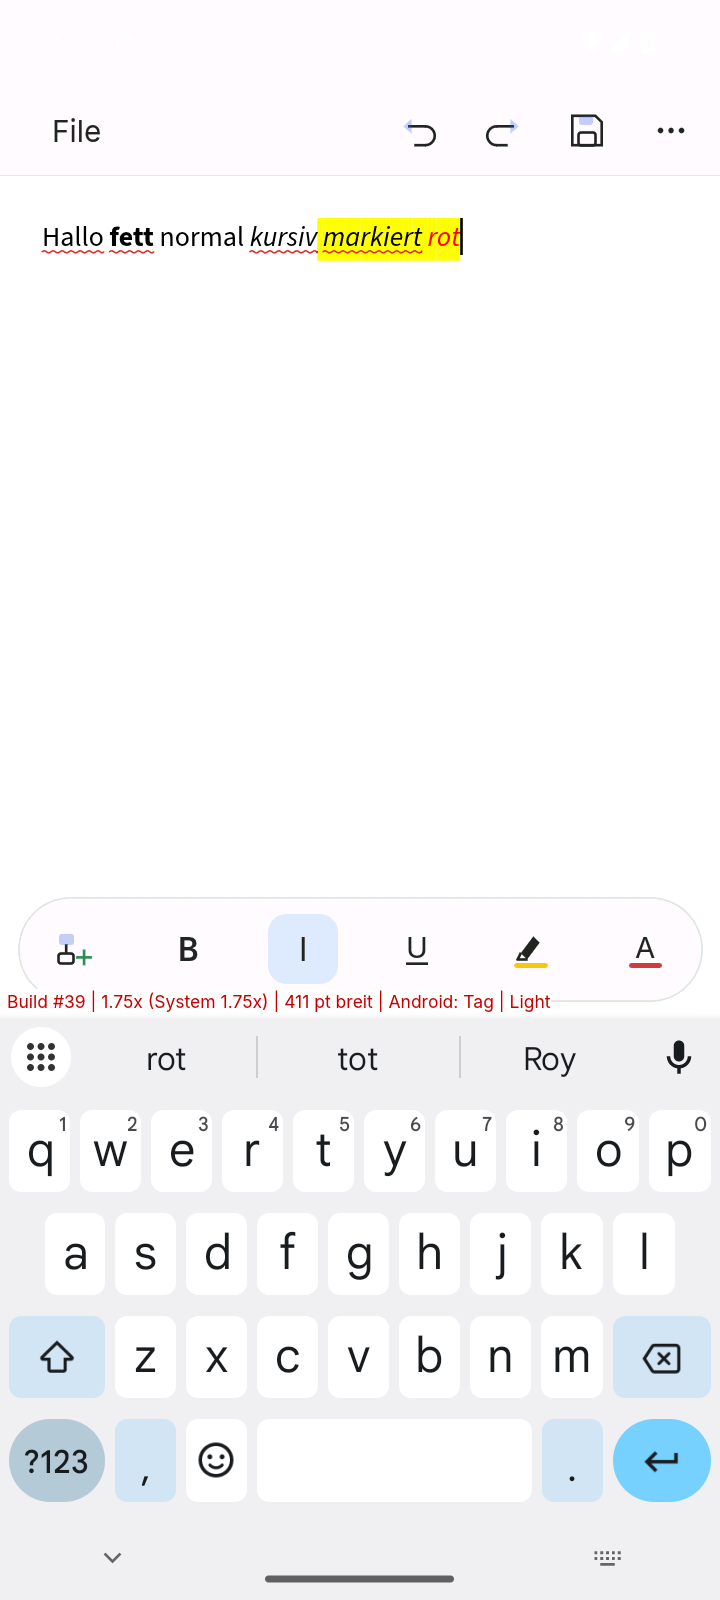 File
Hallo fett normal kursiv markiert rot
B I U A
Build #39 | 1.75x (System 1.75x) | 411 pt breit | Android: Tag | Light
rot tot Roy
1 2 3 4 5 6 7 8 9 0
q w e r t y u i o p
a s d f g h j k l
z x c v b n m
?123 , .